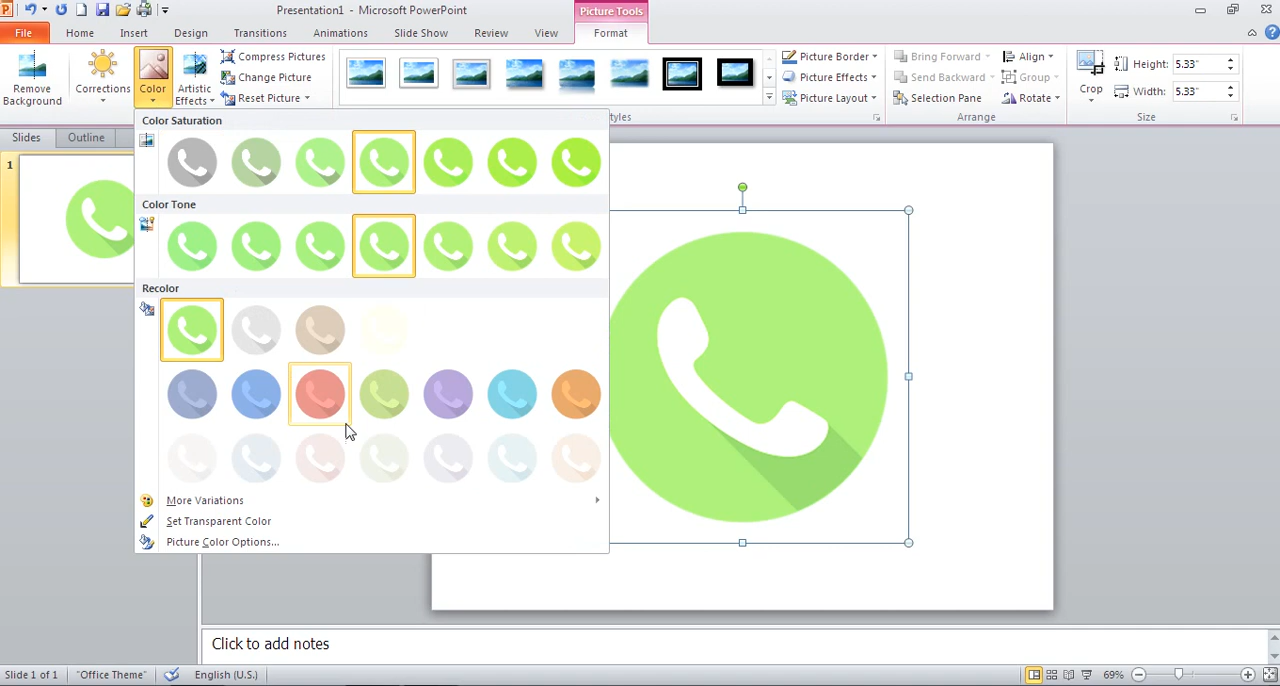 Presentation1 - Microsoft PowerPoint
Picture Tools
File Home Insert Design Transitions Animations Slide Show Review View Format
Remove Background
Corrections
Color
Artistic Effects
Compress Pictures
Change Picture
Reset Picture
Picture Border
Picture Effects
Picture Layout
Bring Forward
Send Backward
Selection Pane
Align
Group
Rotate
Crop
Height: 5.33"
Width: 5.33"
tyles
Arrange
Size
Slides
Outline
1
Color Saturation
Color Tone
Recolor
More Variations
Set Transparent Color
Picture Color Options...
Click to add notes
Slide 1 of 1
"Office Theme"
English (U.S.)
69%